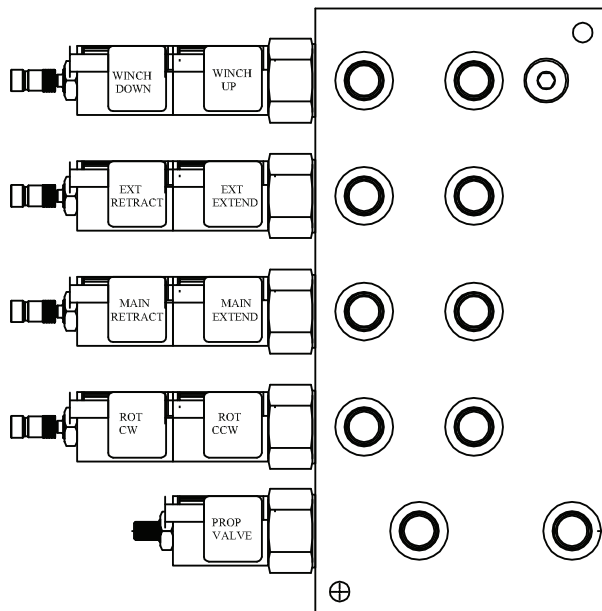 WINCH
DOWN
WINCH
UP
EXT
RETRACT
EXT
EXTEND
MAIN
RETRACT
MAIN
EXTEND
ROT
CW
ROT
CCW
PROP
VALVE